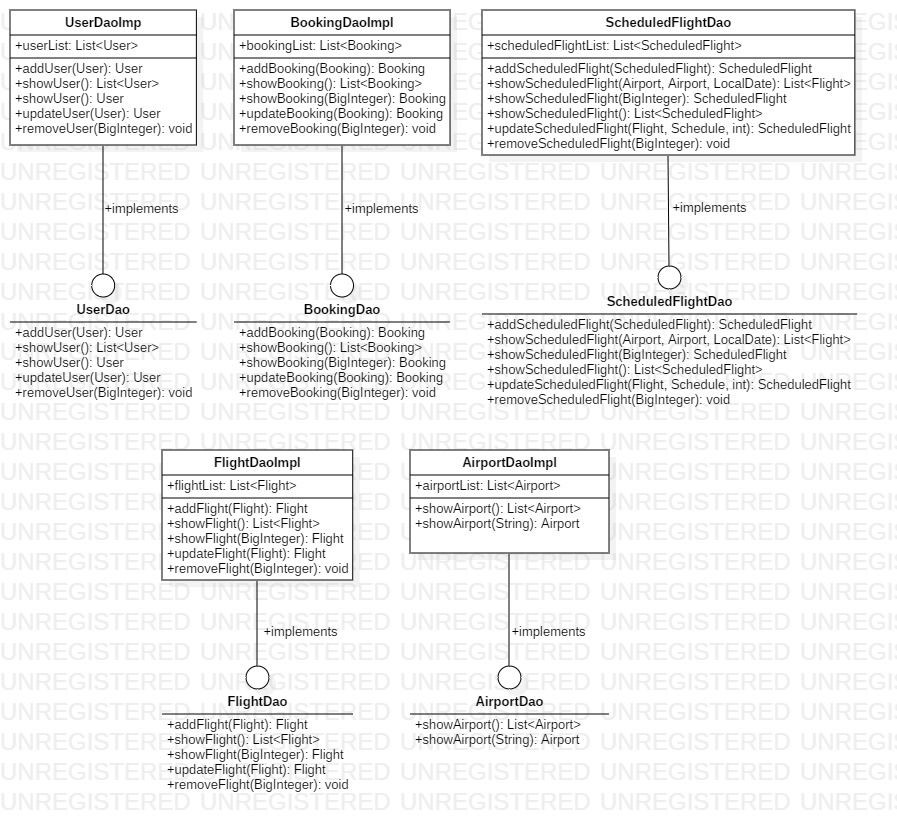 UserDaoImp
+userList: List<User>
+addUser(User): User
+showUser(): List<User>
+showUser(): User
+updateUser(User): User
+removeUser(BigInteger): void
BookingDaoImpl
+bookingList: List<Booking>
+addBooking(Booking): Booking
+showBooking(): List<Booking>
+showBooking(BigInteger): Booking
+updateBooking(Booking): Booking
+removeBooking(BigInteger): void
ScheduledFlightDao
+scheduledFlightList: List<ScheduledFlight>
+addScheduledFlight(ScheduledFlight): ScheduledFlight
+showScheduledFlight(Airport, Airport, LocalDate): List<Flight>
+showScheduledFlight(BigInteger): ScheduledFlight
+showScheduledFlight(): List<ScheduledFlight>
+updateScheduledFlight(Flight, Schedule, int): ScheduledFlight
+removeScheduledFlight(BigInteger): void
+implements
+implements
+implements
UserDao
+addUser(User): User
+showUser(): List<User>
+showUser(): User
+updateUser(User): User
+removeUser(BigInteger): void
BookingDao
+addBooking(Booking): Booking
+showBooking(): List<Booking>
+showBooking(BigInteger): Booking
+updateBooking(Booking): Booking
+removeBooking(BigInteger): void
ScheduledFlightDao
+addScheduledFlight(ScheduledFlight): ScheduledFlight
+showScheduledFlight(Airport, Airport, LocalDate): List<Flight>
+showScheduledFlight(BigInteger): ScheduledFlight
+showScheduledFlight(): List<ScheduledFlight>
+updateScheduledFlight(Flight, Schedule, int): ScheduledFlight
+removeScheduledFlight(BigInteger): void
FlightDaoImpl
+flightList: List<Flight>
+addFlight(Flight): Flight
+showFlight(): List<Flight>
+showFlight(BigInteger): Flight
+updateFlight(Flight): Flight
+removeFlight(BigInteger): void
AirportDaoImpl
+airportList: List<Airport>
+showAirport(): List<Airport>
+showAirport(String): Airport
+implements
+implements
FlightDao
+addFlight(Flight): Flight
+showFlight(): List<Flight>
+showFlight(BigInteger): Flight
+updateFlight(Flight): Flight
+removeFlight(BigInteger): void
AirportDao
+showAirport(): List<Airport>
+showAirport(String): Airport
UNREGISTERED UNREGISTERED UNREGISTERED UNREGISTERED